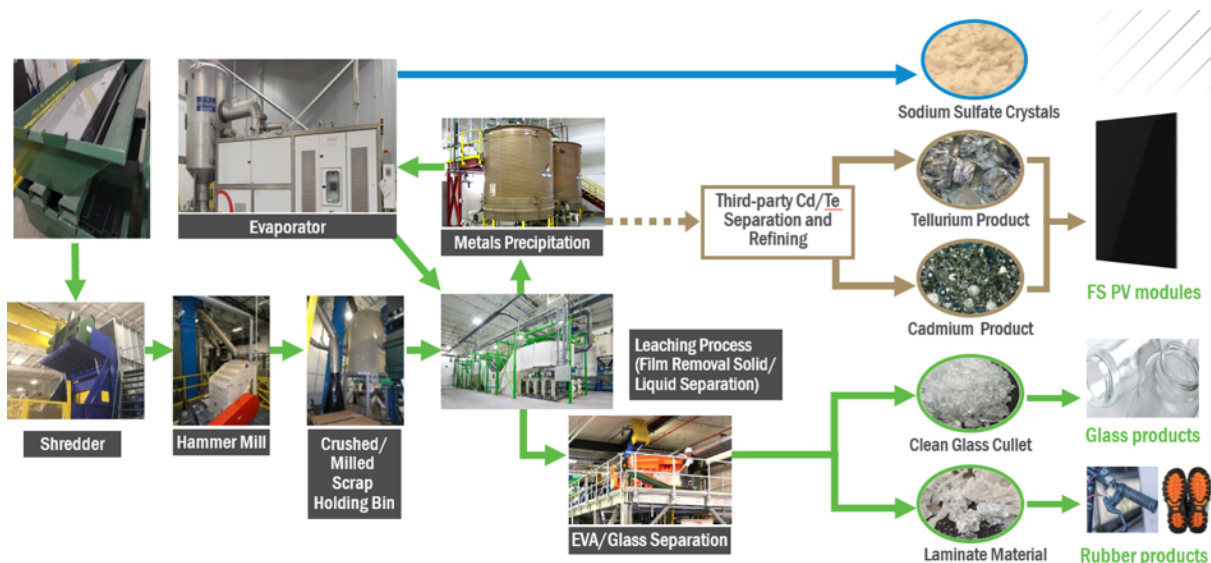 Sodium Sulfate Crystals
Evaporator
Metals Precipitation
Third-party Cd/Te
Separation and
Refining
Tellurium Product
Cadmium Product
FS PV modules
Shredder
Hammer Mill
Crushed/
Milled
Scrap
Holding Bin
Leaching Process
(Film Removal Solid/
Liquid Separation)
EVA/Glass Separation
Clean Glass Cullet
Glass products
Laminate Material
Rubber products